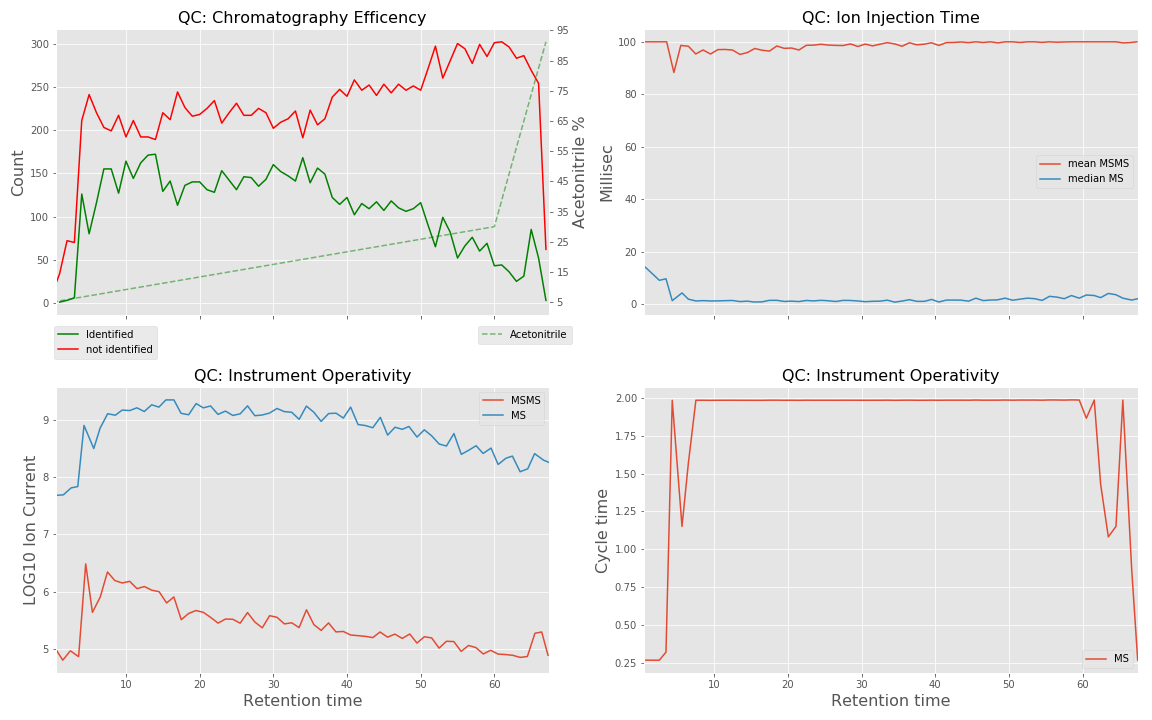 QC: Chromatography Efficency
300
250
200
150
100
50
0
Count
95
85
75
65
55
45
35
25
15
5
Acetonitrile %
Identified
not identified
Acetonitrile
QC: Ion Injection Time
100
80
60
40
20
0
Millisec
mean MSMS
median MS
QC: Instrument Operativity
9
8
7
6
5
LOG10 Ion Current
MSMS
MS
10 20 30 40 50 60
Retention time
QC: Instrument Operativity
2.00
1.75
1.50
1.25
1.00
0.75
0.50
0.25
Cycle time
MS
10 20 30 40 50 60
Retention time